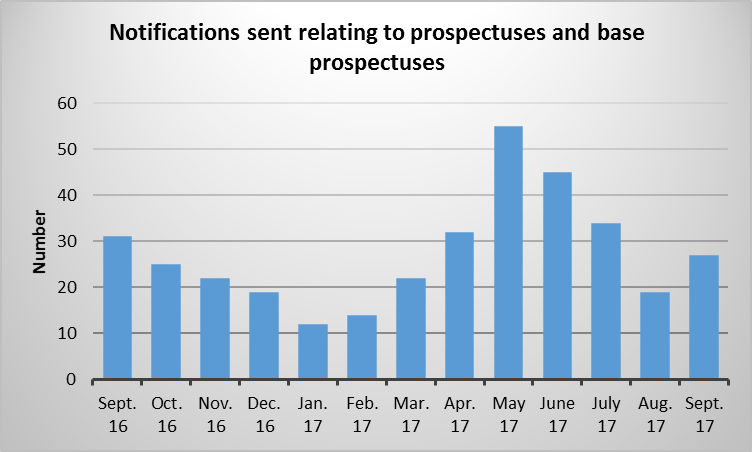 Notifications sent relating to prospectuses and base
prospectuses
Number
60
50
40
30
20
10
0
Sept. Oct. Nov. Dec. Jan. Feb. Mar. Apr. May June July Aug. Sept.
16 16 16 16 17 17 17 17 17 17 17 17 17